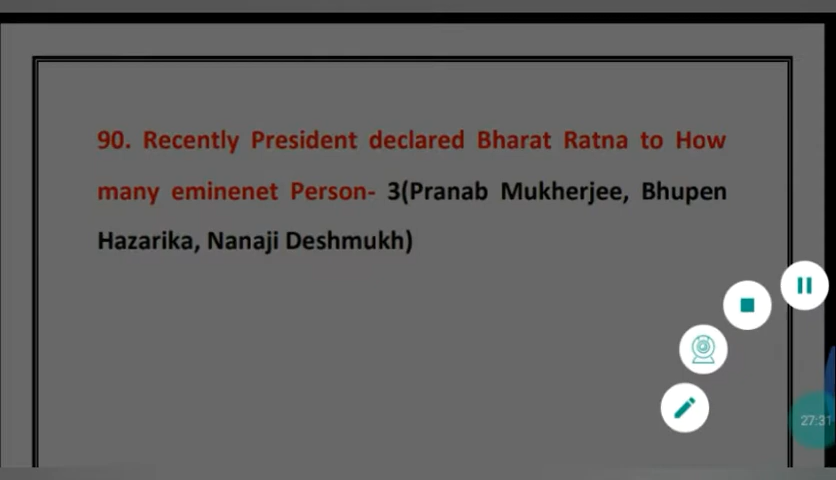 90. Recently President declared Bharat Ratna to How
many eminenet Person- 3(Pranab Mukherjee, Bhupen
Hazarika, Nanaji Deshmukh)
27:31